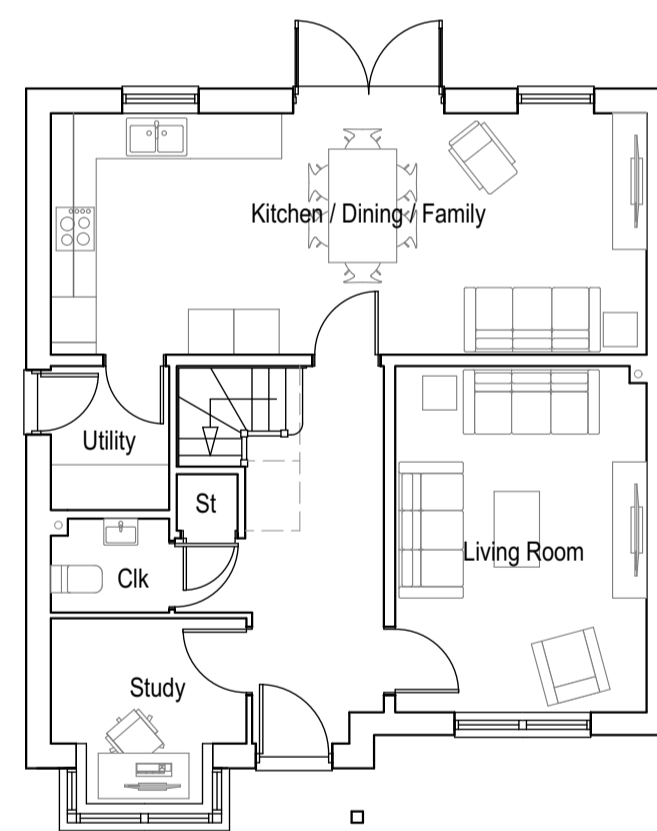 Kitchen / Dining / Family
Utility
St
Living Room
Clk
Study